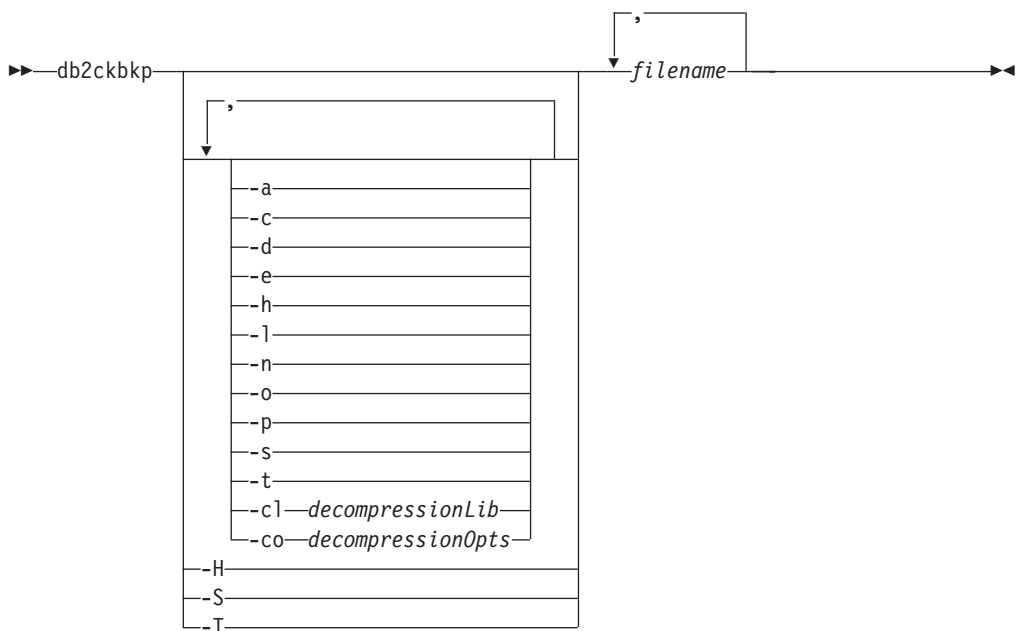 ,
db2ckbkp filename
,
-a
-c
-d
-e
-h
-l
-n
-o
-p
-s
-t
-cl decompressionLib
-co decompressionOpts
-H
-S
-T